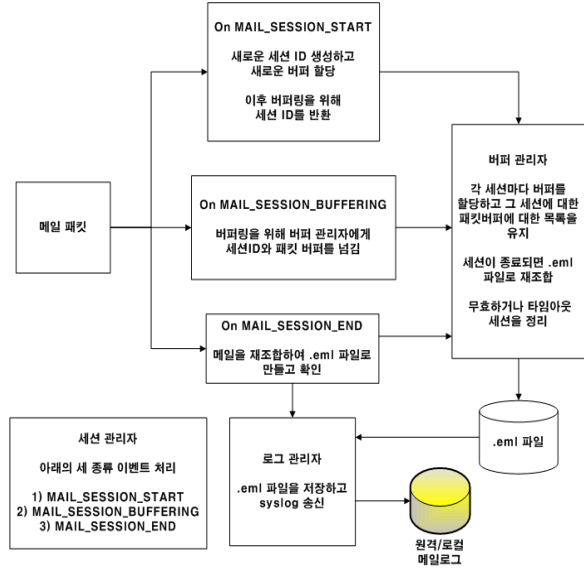 On MAIL_SESSION_START
새로운 세션 ID 생성하고
새로운 버퍼 할당
이후 버퍼링을 위해
세션 ID를 반환
메일 패킷
On MAIL_SESSION_BUFFERING
버퍼링을 위해 버퍼 관리자에게
세션ID와 패킷 버퍼를 넘김
On MAIL_SESSION_END
메일을 재조합하여 .eml 파일로
만들고 확인
버퍼 관리자
각 세션마다 버퍼를
할당하고 그 세션에 대한
패킷버퍼에 대한 목록을
유지
세션이 종료되면 .eml
파일로 재조합
무효하거나 타임아웃
세션을 정리
.eml 파일
세션 관리자
아래의 세 종류 이벤트 처리
1) MAIL_SESSION_START
2) MAIL_SESSION_BUFFERING
3) MAIL_SESSION_END
로그 관리자
.eml 파일을 저장하고
syslog 송신
원격/로컬
메일로그